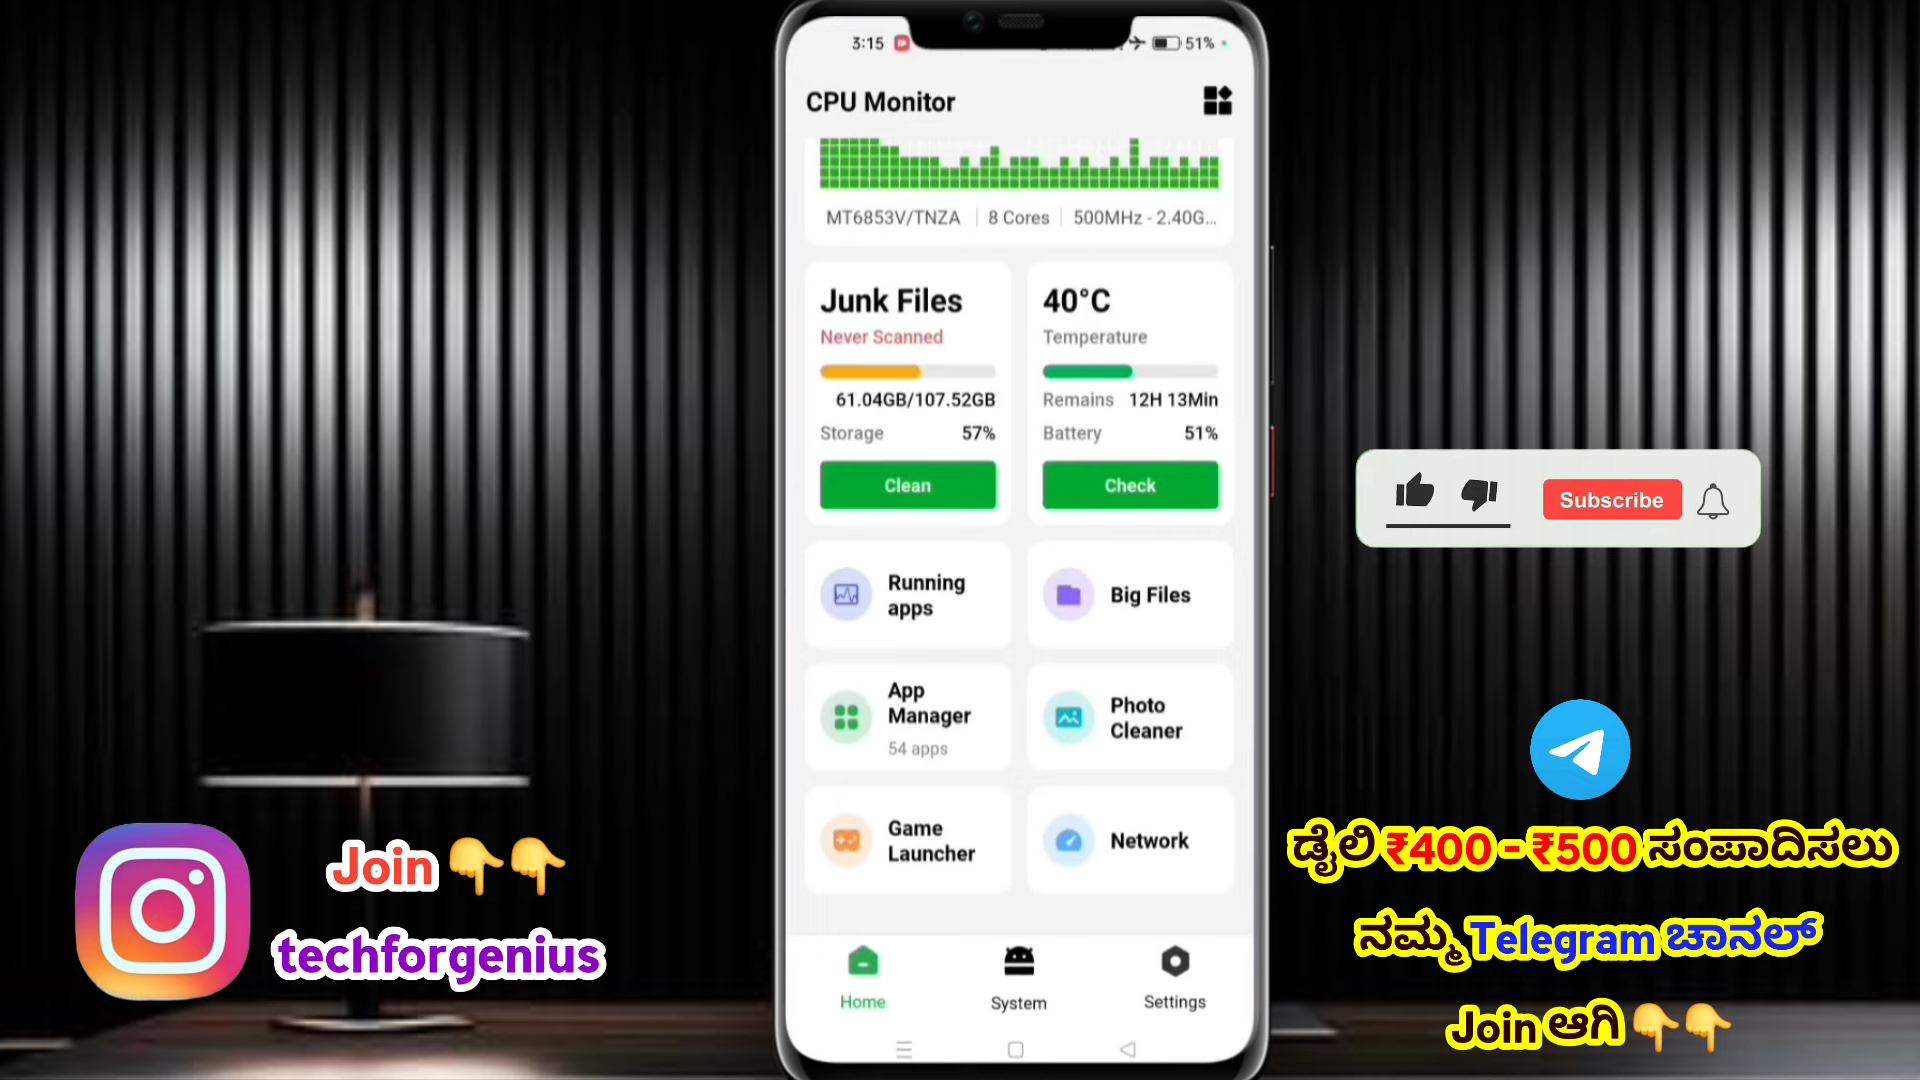 3:15
51%
CPU Monitor
MT6853V/TNZA
8 Cores
500MHz - 2.40G...
Junk Files
Never Scanned
61.04GB/107.52GB
Storage 57%
Clean
40°C
Temperature
Remains 12H 13Min
Battery 51%
Check
Running
apps
Big Files
App
Manager
54 apps
Photo
Cleaner
Game
Launcher
Network
Home
System
Settings
Subscribe
Join 👇👇
techforgenius
ಡೈಲಿ ₹400 - ₹500 ಸಂಪಾದಿಸಲು
ನಮ್ಮ Telegram ಚಾನಲ್
Join ಆಗಿ 👇👇